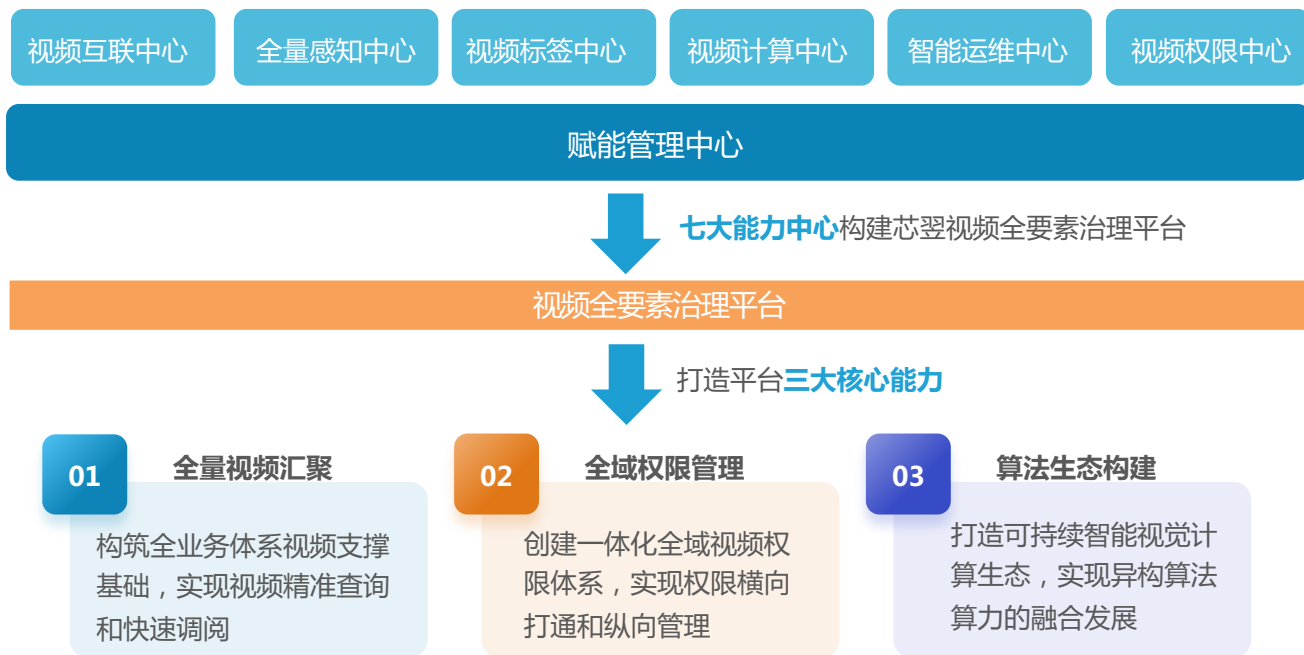 视频互联中心
全量感知中心
视频标签中心
视频计算中心
智能运维中心
视频权限中心
赋能管理中心
七大能力中心构建芯翌视频全要素治理平台
视频全要素治理平台
打造平台三大核心能力
01
全量视频汇聚
构筑全业务体系视频支撑
基础，实现视频精准查询
和快速调阅
02
全域权限管理
创建一体化全域视频权
限体系，实现权限横向
打通和纵向管理
03
算法生态构建
打造可持续智能视觉计
算生态，实现异构算法
算力的融合发展